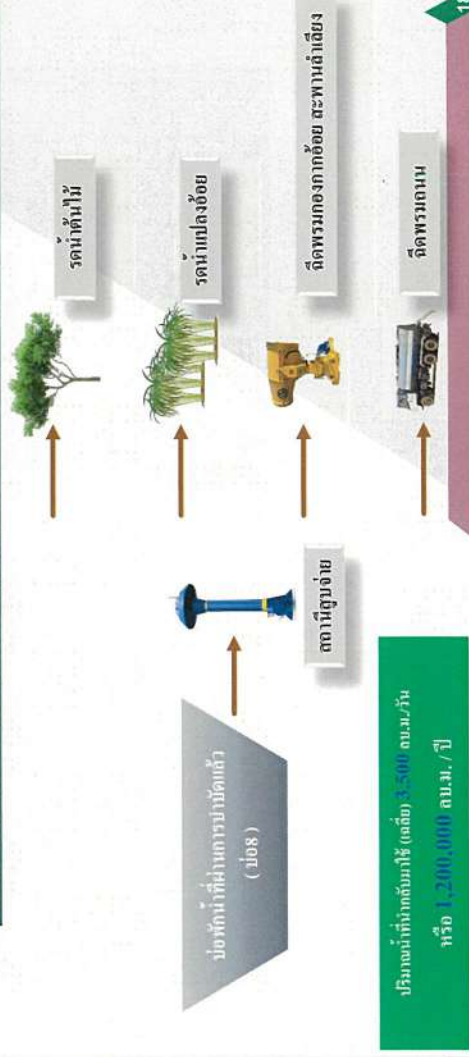 บ่อพักน้ำที่ผ่านการบำบัดแล้ว
( บ่อ8 )
สถานีสูบจ่าย
รดน้ำต้นไม้
รดน้ำแปลงอ้อย
ฉีดพรมกองกากอ้อย สะพานลำเลียง
ฉีดพรมถนน
ปริมาณน้ำที่นำกลับมาใช้ (เฉลี่ย) 3,500 ลบ.ม./วัน
หรือ 1,200,000 ลบ.ม. / ปี